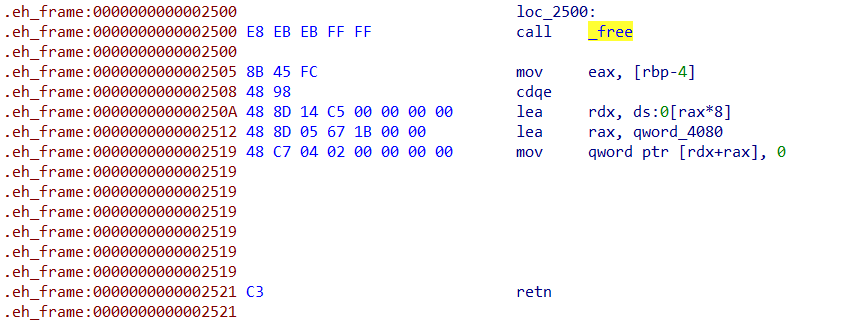 .eh_frame:0000000000002500 loc_2500:
.eh_frame:0000000000002500 E8 EB EB FF FF call _free
.eh_frame:0000000000002500
.eh_frame:0000000000002505 8B 45 FC mov eax, [rbp-4]
.eh_frame:0000000000002508 48 98 cdqe
.eh_frame:000000000000250A 48 8D 14 C5 00 00 00 00 lea rdx, ds:0[rax*8]
.eh_frame:0000000000002512 48 8D 05 67 1B 00 00 lea rax, qword_4080
.eh_frame:0000000000002519 48 C7 04 02 00 00 00 00 mov qword ptr [rdx+rax], 0
.eh_frame:0000000000002519
.eh_frame:0000000000002519
.eh_frame:0000000000002519
.eh_frame:0000000000002519
.eh_frame:0000000000002519
.eh_frame:0000000000002519
.eh_frame:0000000000002521 C3 retn
.eh_frame:0000000000002521